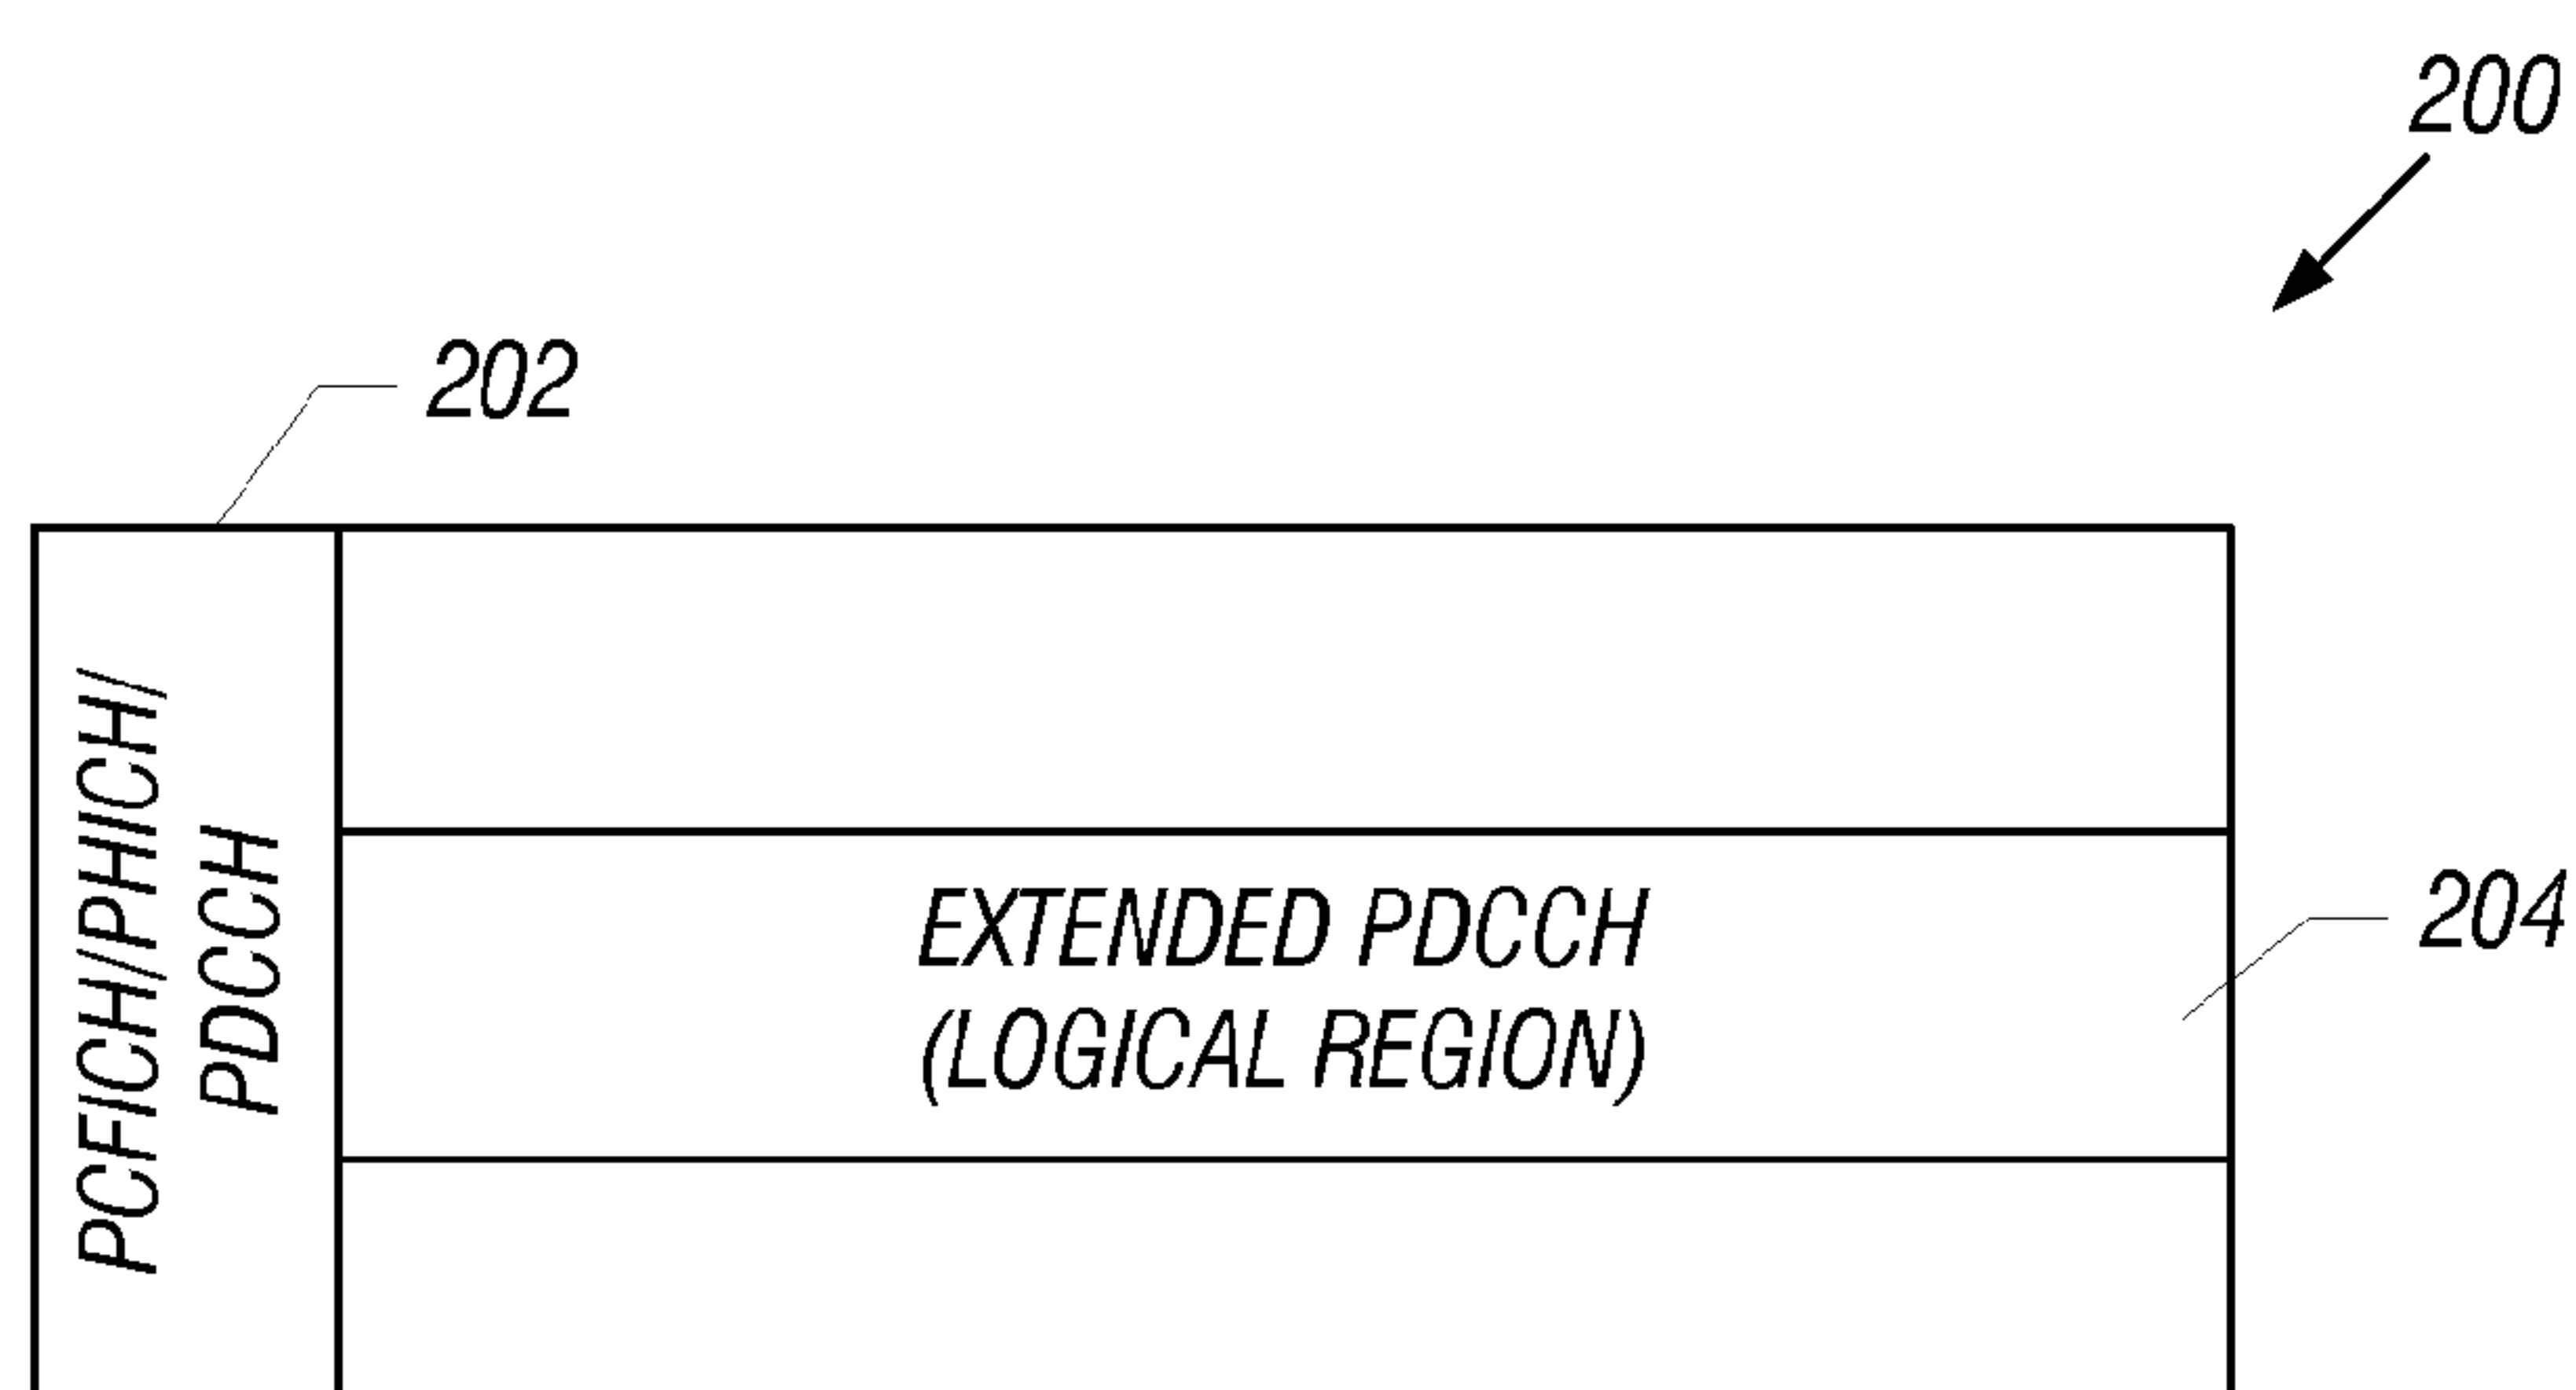 200
202
PCFICH/PHICH/
PDCCH
EXTENDED PDCCH
(LOGICAL REGION)
204